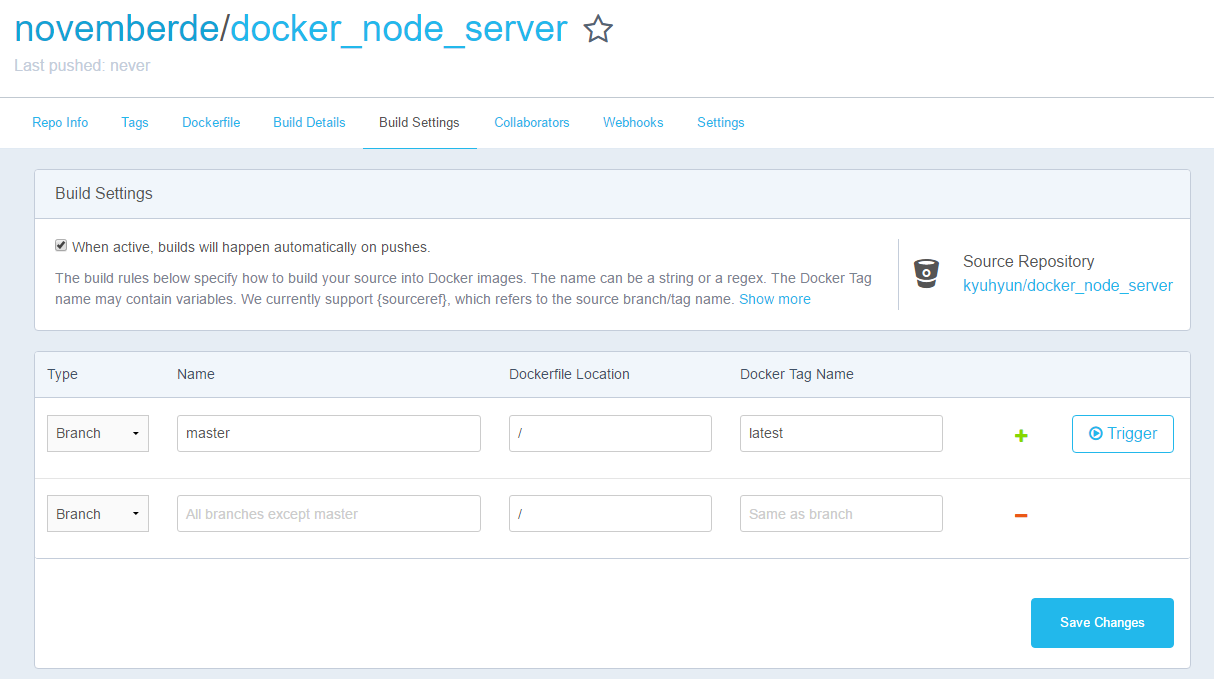 novemberde/docker_node_server
Last pushed: never
Repo Info Tags Dockerfile Build Details Build Settings Collaborators Webhooks Settings
Build Settings
When active, builds will happen automatically on pushes.
The build rules below specify how to build your source into Docker images. The name can be a string or a regex. The Docker Tag
name may contain variables. We currently support {sourceref}, which refers to the source branch/tag name. Show more
Source Repository
kyuhyun/docker_node_server
Type Name Dockerfile Location Docker Tag Name
Branch master / latest Trigger
Branch All branches except master / Same as branch
Save Changes